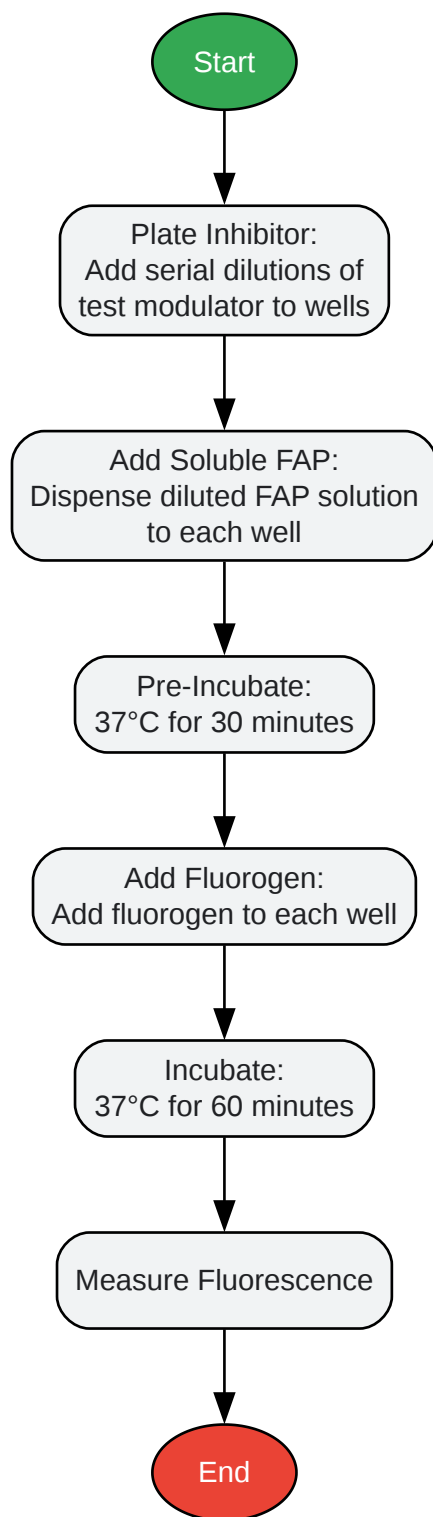 Start
Plate Inhibitor:
Add serial dilutions of
test modulator to wells
Add Soluble FAP:
Dispense diluted FAP solution
to each well
Pre-Incubate:
37°C for 30 minutes
Add Fluorogen:
Add fluorogen to each well
Incubate:
37°C for 60 minutes
Measure Fluorescence
End